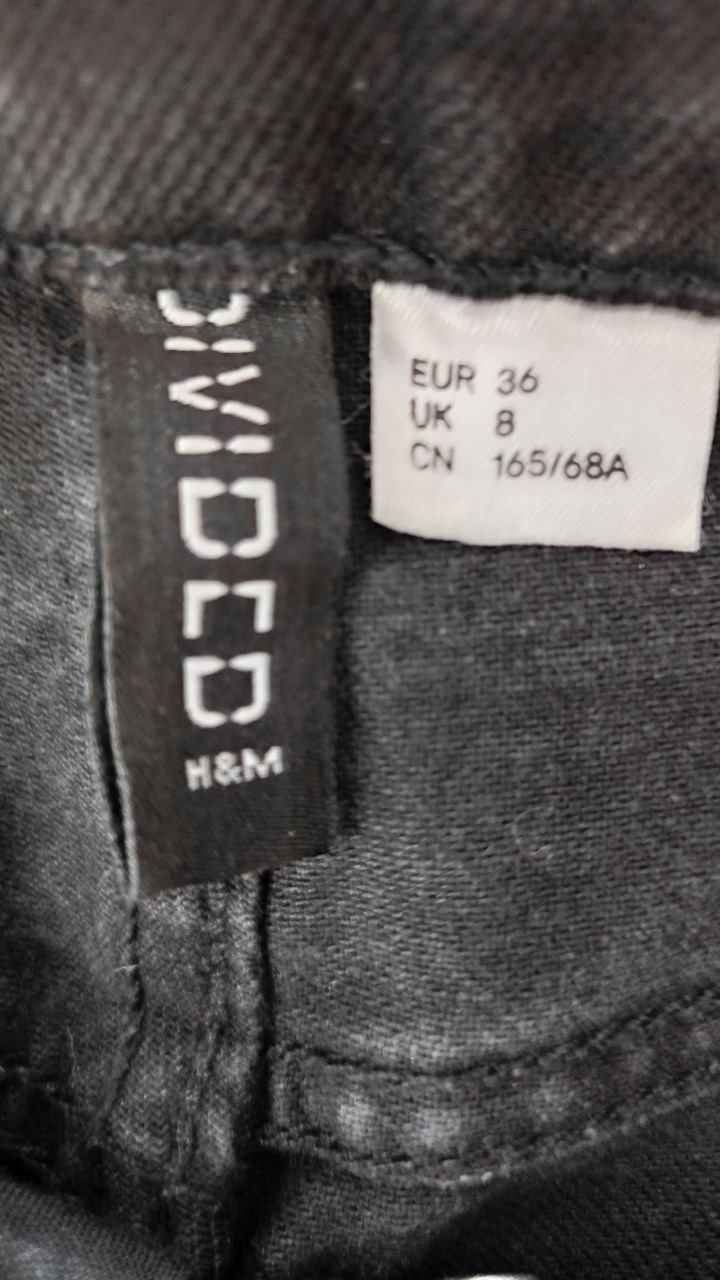 DIVIDED
H&M
EUR 36
UK 8
CN 165/68A